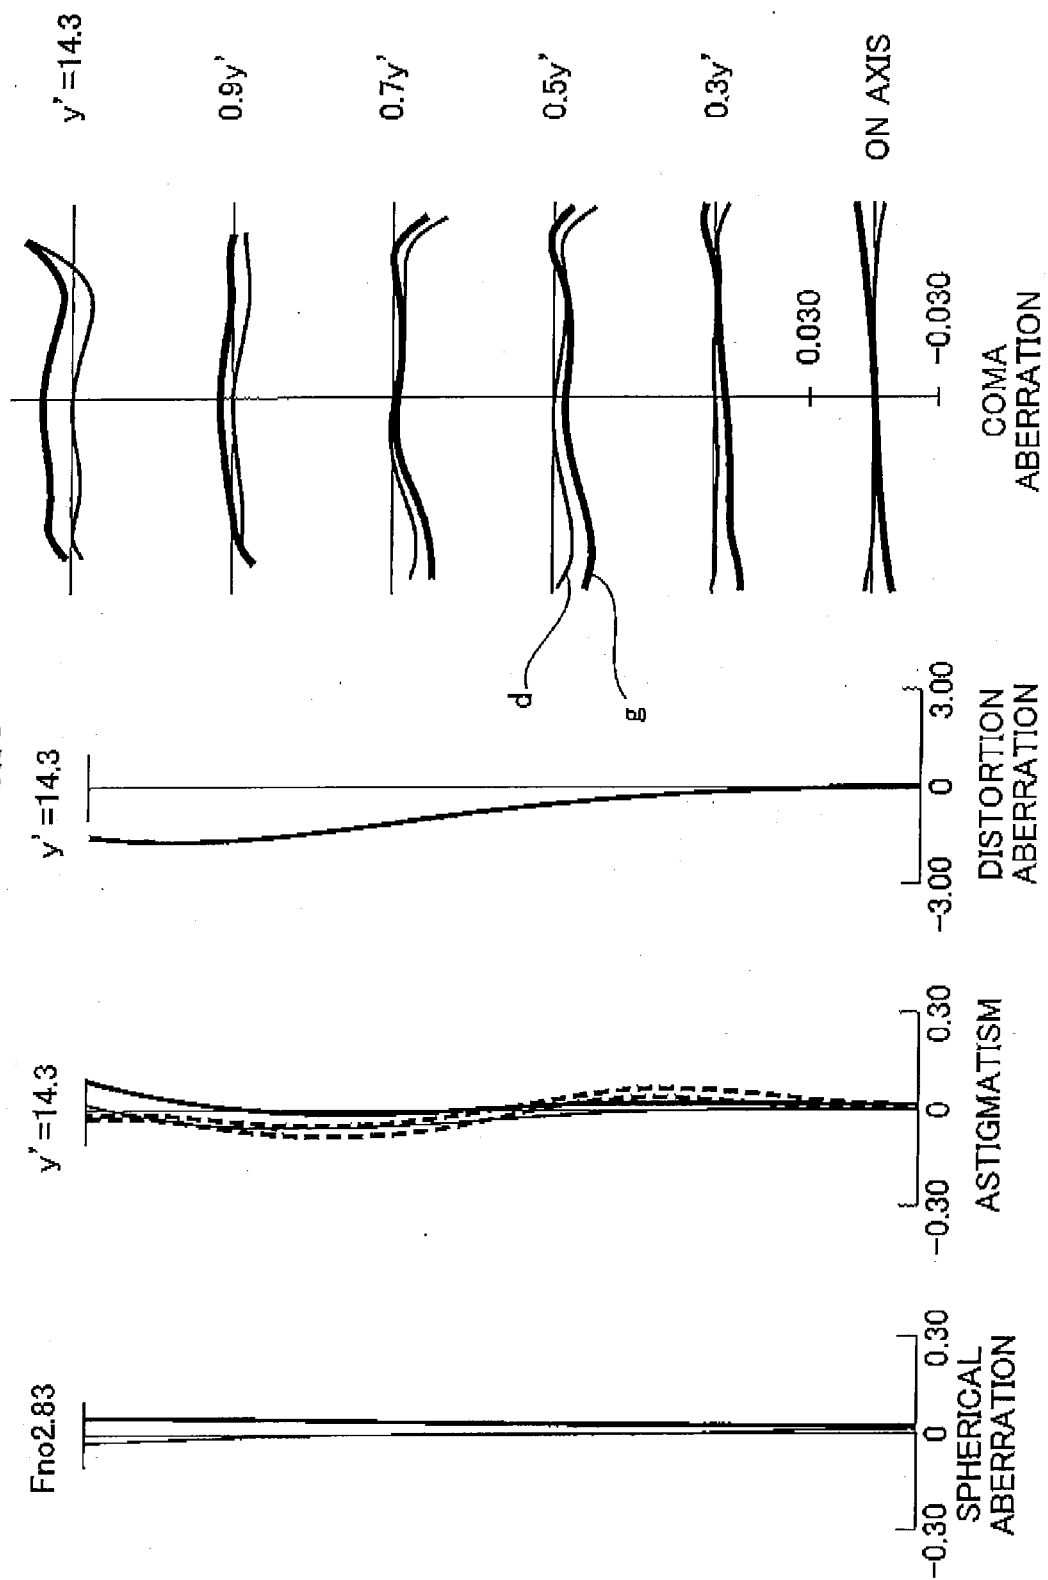 Fno2.83
-0.30
0
0.30
SPHERICAL
ABERRATION
y'=14.3
-0.30
0
0.30
ASTIGMATISM
y'=14.3
-3.00
0
3.00
DISTORTION
ABERRATION
y'=14.3
0.9y'
0.7y'
0.5y'
0.3y'
ON AXIS
d
g
0.030
-0.030
COMA
ABERRATION